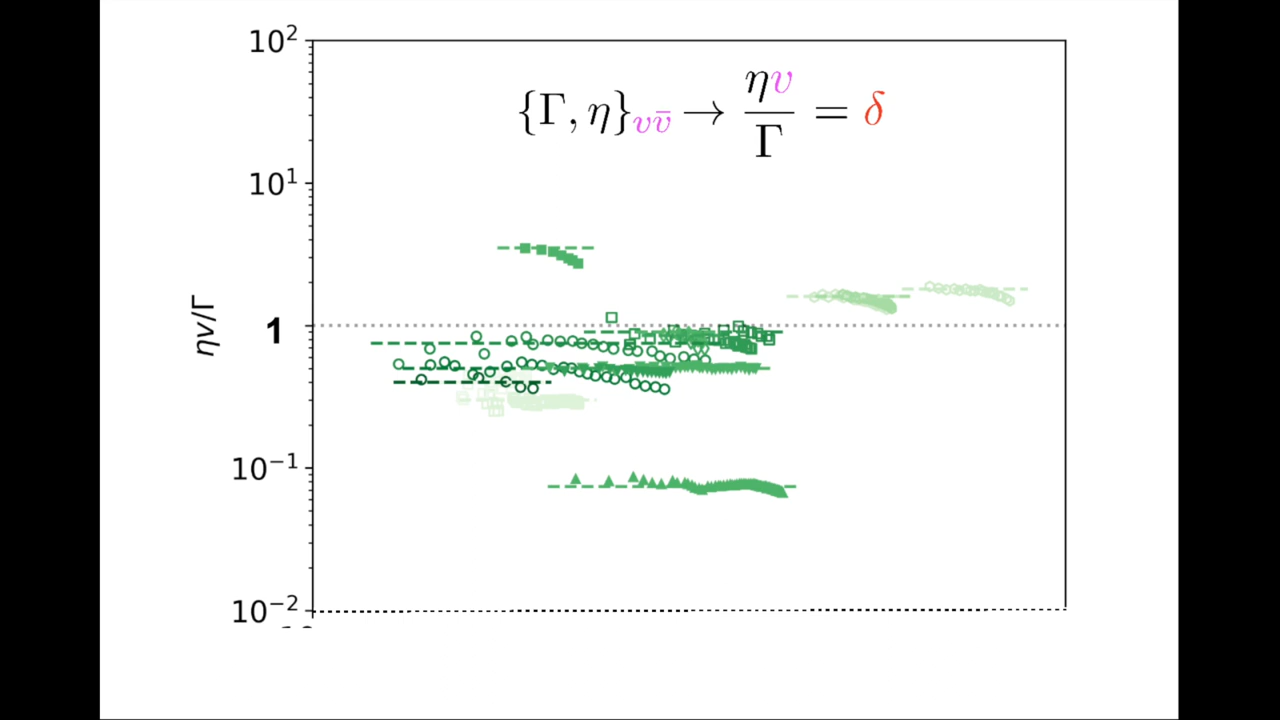 10²
{Γ, η}ᵥᵥ̄ → ηv/Γ = δ
10¹
ηv/Γ
1
10⁻¹
10⁻²